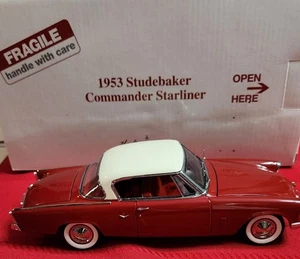 FRAGILE
handle with care
1953 Studebaker
Commander Starliner
OPEN
HERE